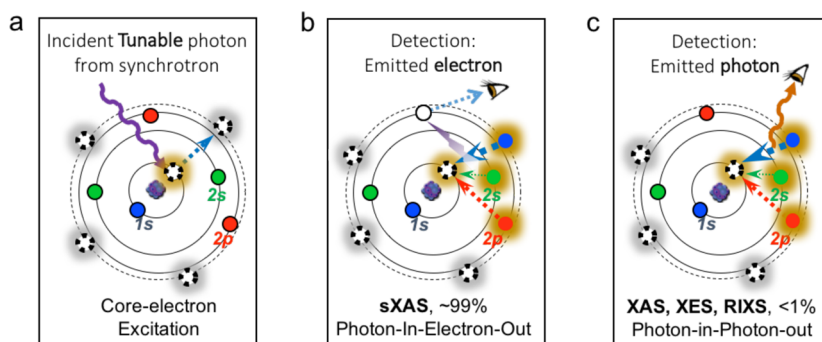 a
Incident Tunable photon
from synchrotron
2s
1s
2p
Core-electron
Excitation
b
Detection:
Emitted electron
2s
1s
2p
sXAS, ~99%
Photon-In-Electron-Out
c
Detection:
Emitted photon
2s
1s
2p
XAS, XES, RIXS, <1%
Photon-in-Photon-out